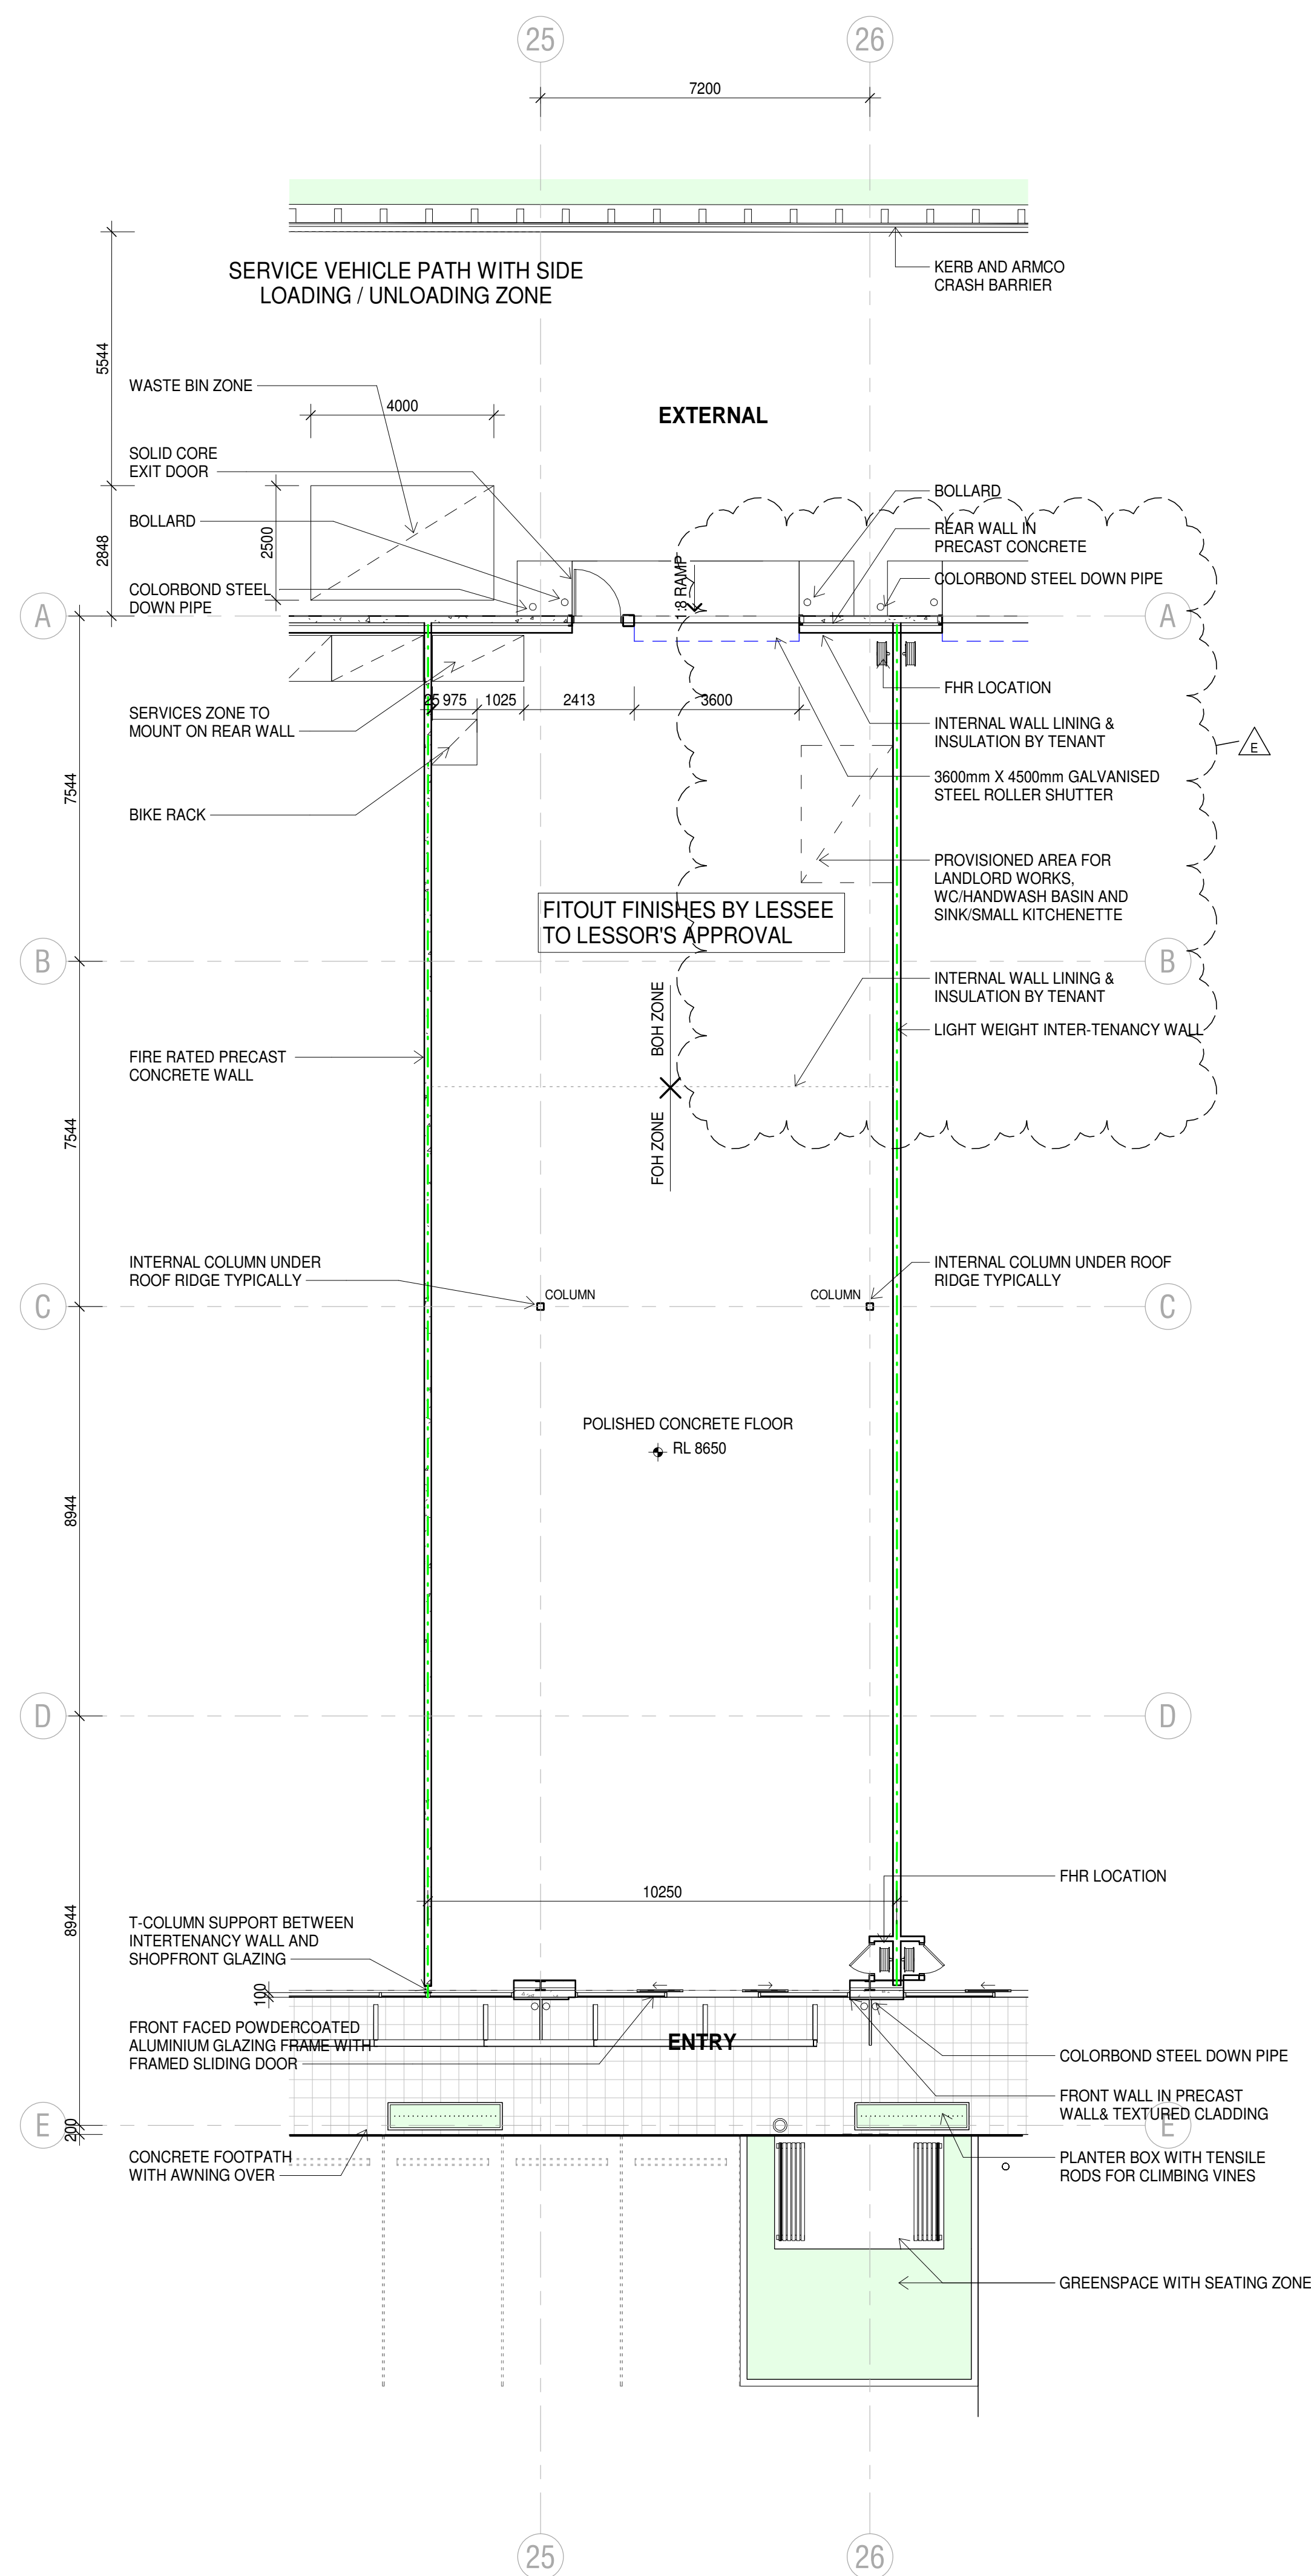 25
26
7200
SERVICE VEHICLE PATH WITH SIDE
LOADING / UNLOADING ZONE
KERB AND ARMCO
CRASH BARRIER
5544
WASTE BIN ZONE
4000
EXTERNAL
SOLID CORE
EXIT DOOR
BOLLARD
2848
2500
BOLLARD
REAR WALL IN
PRECAST CONCRETE
COLORBOND STEEL
DOWN PIPE
1:8 RAMP
COLORBOND STEEL DOWN PIPE
A
A
FHR LOCATION
25
975
1025
2413
3600
SERVICES ZONE TO
MOUNT ON REAR WALL
INTERNAL WALL LINING &
INSULATION BY TENANT
E
7544
3600mm X 4500mm GALVANISED
STEEL ROLLER SHUTTER
BIKE RACK
PROVISIONED AREA FOR
LANDLORD WORKS,
WC/HANDWASH BASIN AND
SINK/SMALL KITCHENETTE
FITOUT FINISHES BY LESSEE
TO LESSOR'S APPROVAL
B
B
INTERNAL WALL LINING &
INSULATION BY TENANT
BOH ZONE
LIGHT WEIGHT INTER-TENANCY WALL
FIRE RATED PRECAST
CONCRETE WALL
7544
FOH ZONE
INTERNAL COLUMN UNDER
ROOF RIDGE TYPICALLY
INTERNAL COLUMN UNDER ROOF
RIDGE TYPICALLY
COLUMN
COLUMN
C
C
POLISHED CONCRETE FLOOR
RL 8650
8944
D
D
FHR LOCATION
10250
8944
T-COLUMN SUPPORT BETWEEN
INTERTENANCY WALL AND
SHOPFRONT GLAZING
100
FRONT FACED POWDERCOATED
ALUMINIUM GLAZING FRAME WITH
FRAMED SLIDING DOOR
ENTRY
COLORBOND STEEL DOWN PIPE
FRONT WALL IN PRECAST
WALL& TEXTURED CLADDING
E
200
E
CONCRETE FOOTPATH
WITH AWNING OVER
PLANTER BOX WITH TENSILE
RODS FOR CLIMBING VINES
GREENSPACE WITH SEATING ZONE
25
26